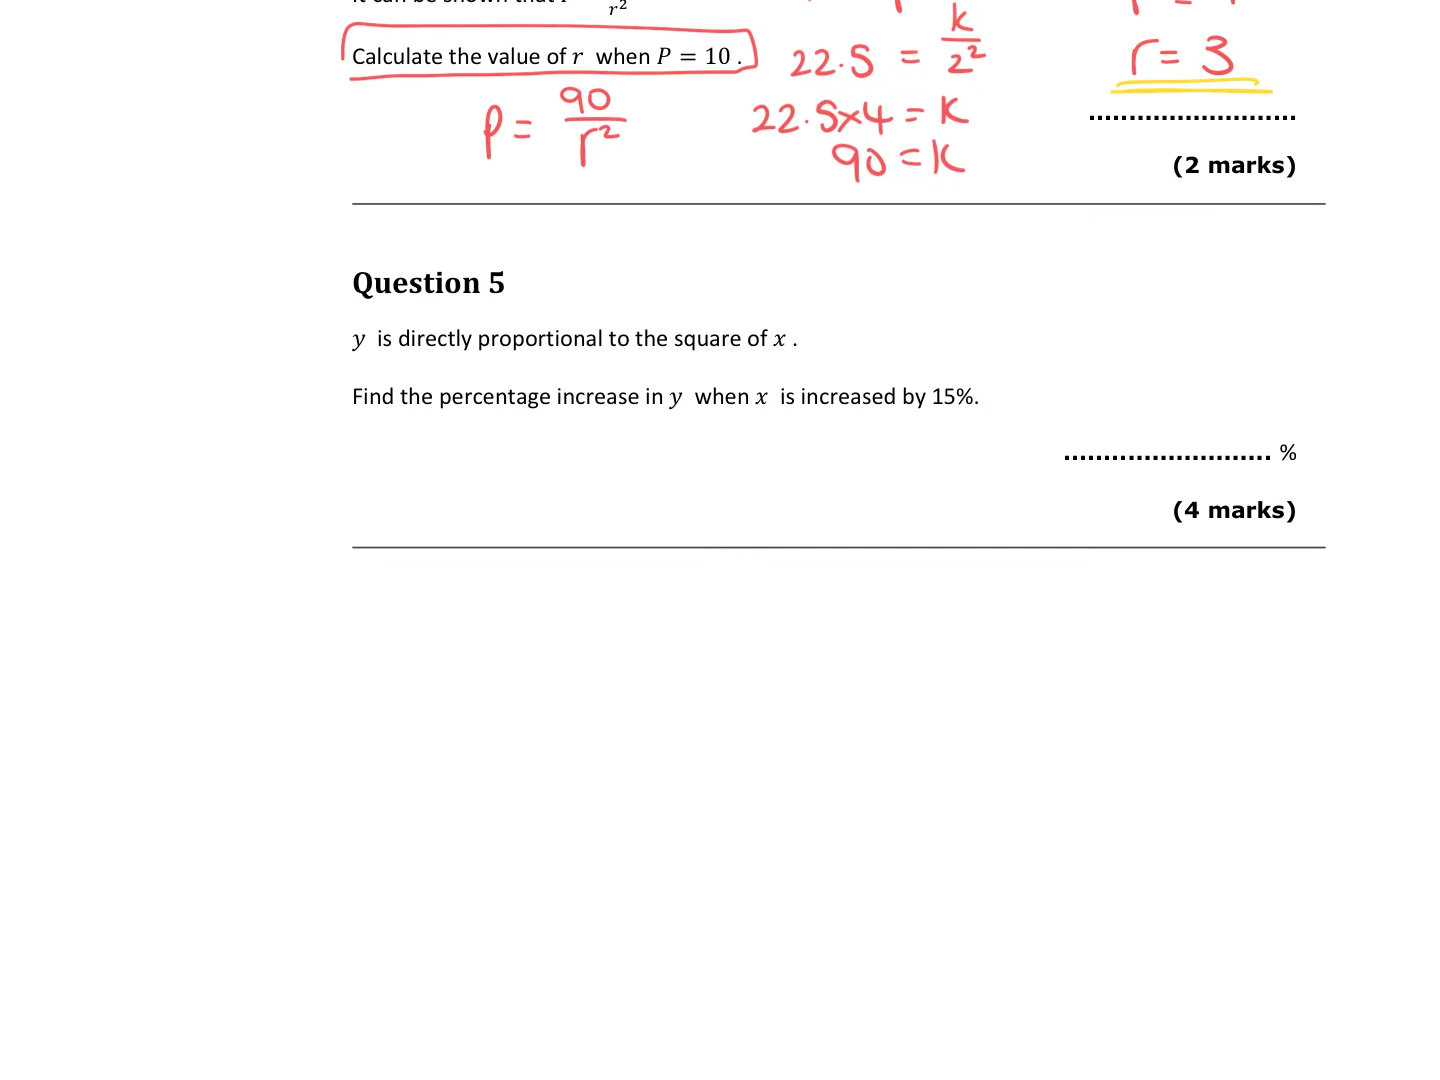 r²
k
r = 3
Calculate the value of r when P = 10 .
22.5 = k/2²
P = 90/r²
22.5×4 = K
..........................
90 = K
(2 marks)
Question 5
y is directly proportional to the square of x .
Find the percentage increase in y when x is increased by 15%.
.......................... %
(4 marks)